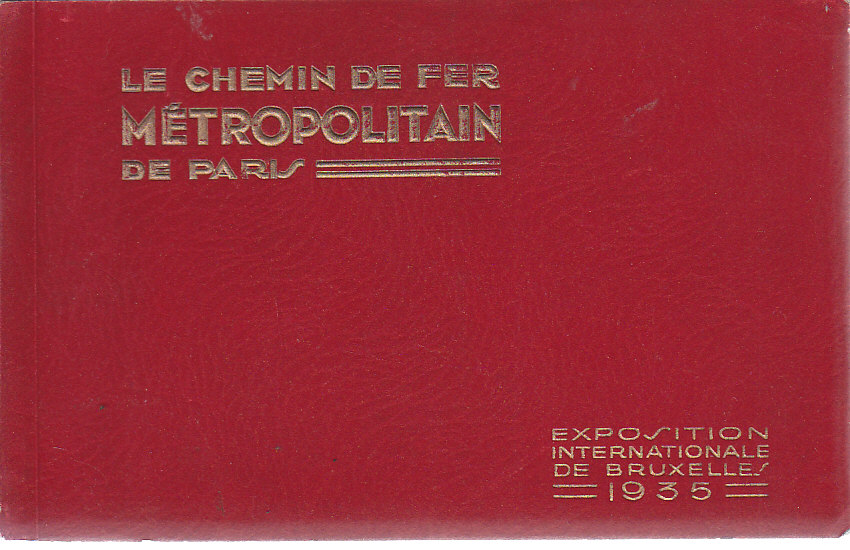 LE CHEMIN DE FER
MÉTROPOLITAIN
DE PARIS
EXPOSITION
INTERNATIONALE
DE BRUXELLES
1935